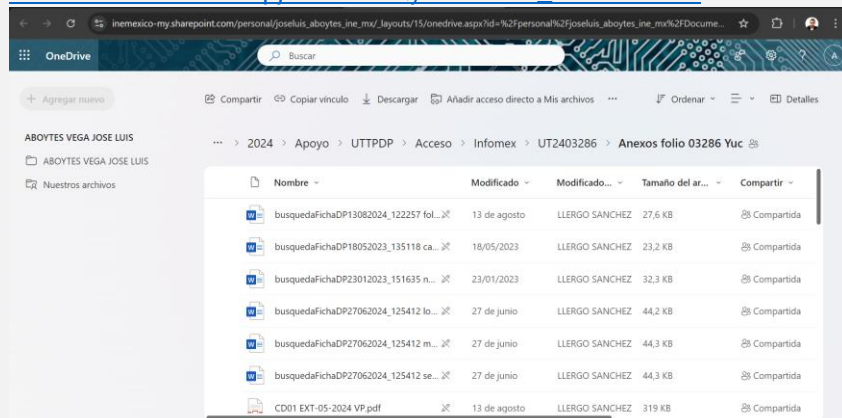 inemexico-my.sharepoint.com/personal/joseluis_aboytes_ine_mx/_layouts/15/onedrive.aspx?id=%2Fpersonal%2Fjoseluis_aboytes_ine_mx%2FDocume...
OneDrive
Buscar
A
+ Agregar nuevo
Compartir Copiar vínculo Descargar Añadir acceso directo a Mis archivos ... Ordenar Detalles
ABOYTES VEGA JOSE LUIS
ABOYTES VEGA JOSE LUIS
Nuestros archivos
... > 2024 > Apoyo > UTTPDP > Acceso > Infomex > UT2403286 > Anexos folio 03286 Yuc
Nombre Modificado Modificado... Tamaño del ar... Compartir
busquedaFichaDP13082024_122257 fol... 13 de agosto LLERGO SANCHEZ 27,6 KB Compartida
busquedaFichaDP18052023_135118 ca... 18/05/2023 LLERGO SANCHEZ 23,2 KB Compartida
busquedaFichaDP23012023_151635 n... 23/01/2023 LLERGO SANCHEZ 32,3 KB Compartida
busquedaFichaDP27062024_125412 lo... 27 de junio LLERGO SANCHEZ 44,2 KB Compartida
busquedaFichaDP27062024_125412 m... 27 de junio LLERGO SANCHEZ 44,3 KB Compartida
busquedaFichaDP27062024_125412 se... 27 de junio LLERGO SANCHEZ 44,3 KB Compartida
CD01 EXT-05-2024 VP.pdf 13 de agosto LLERGO SANCHEZ 319 KB Compartida